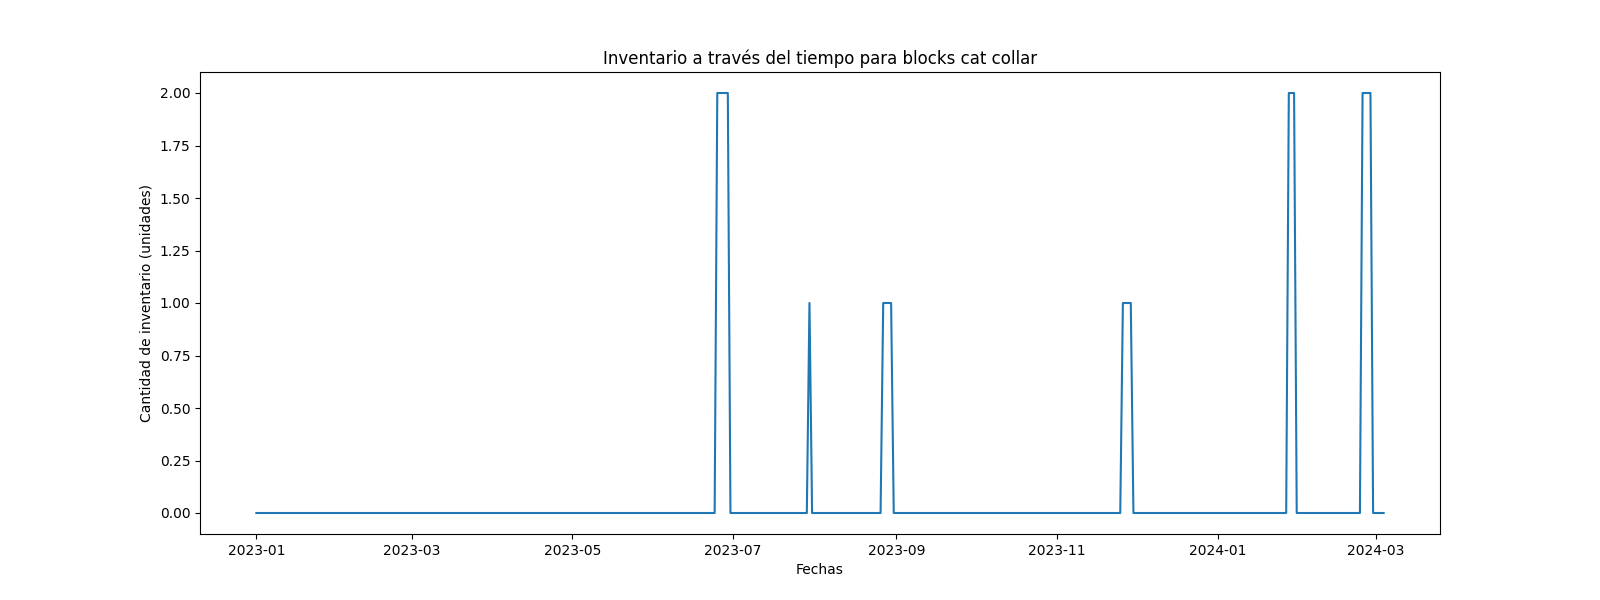 Inventario a través del tiempo para blocks cat collar
Cantidad de inventario (unidades)
2.00
1.75
1.50
1.25
1.00
0.75
0.50
0.25
0.00
2023-01 2023-03 2023-05 2023-07 2023-09 2023-11 2024-01 2024-03
Fechas